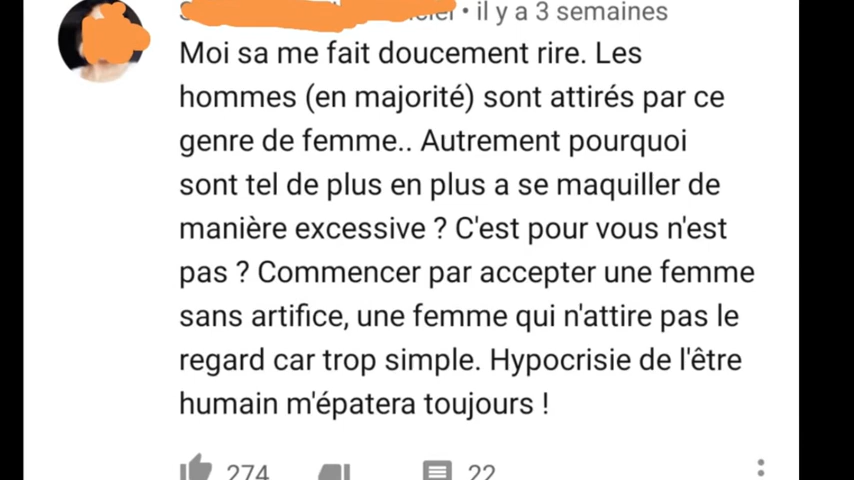 • il y a 3 semaines
Moi sa me fait doucement rire. Les
hommes (en majorité) sont attirés par ce
genre de femme.. Autrement pourquoi
sont tel de plus en plus a se maquiller de
manière excessive ? C'est pour vous n'est
pas ? Commencer par accepter une femme
sans artifice, une femme qui n'attire pas le
regard car trop simple. Hypocrisie de l'être
humain m'épatera toujours !
274 22